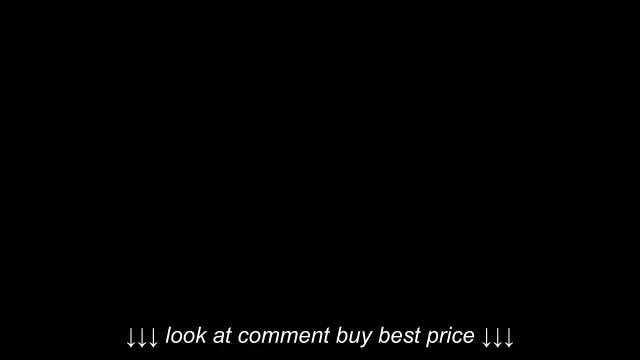 ↓↓↓ look at comment buy best price ↓↓↓